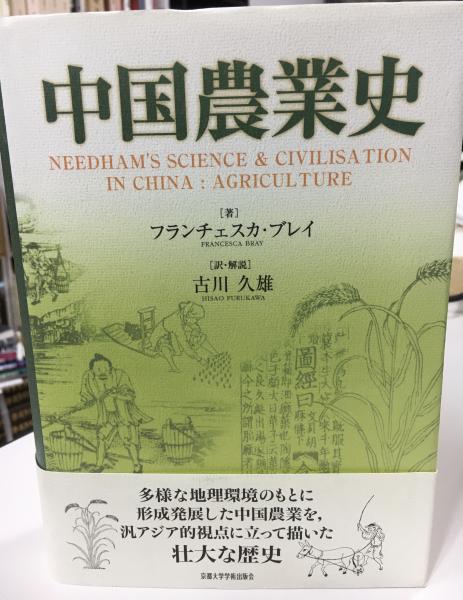 中国農業史
NEEDHAM'S SCIENCE & CIVILISATION
IN CHINA : AGRICULTURE
[著]
フランチェスカ・ブレイ
FRANCESCA BRAY
[訳・解説]
古川 久雄
HISAO FURUKAWA
圖經曰
多様な地理環境のもとに
形成発展した中国農業を,
汎アジア的視点に立って描いた
壮大な歴史
京都大学学術出版会